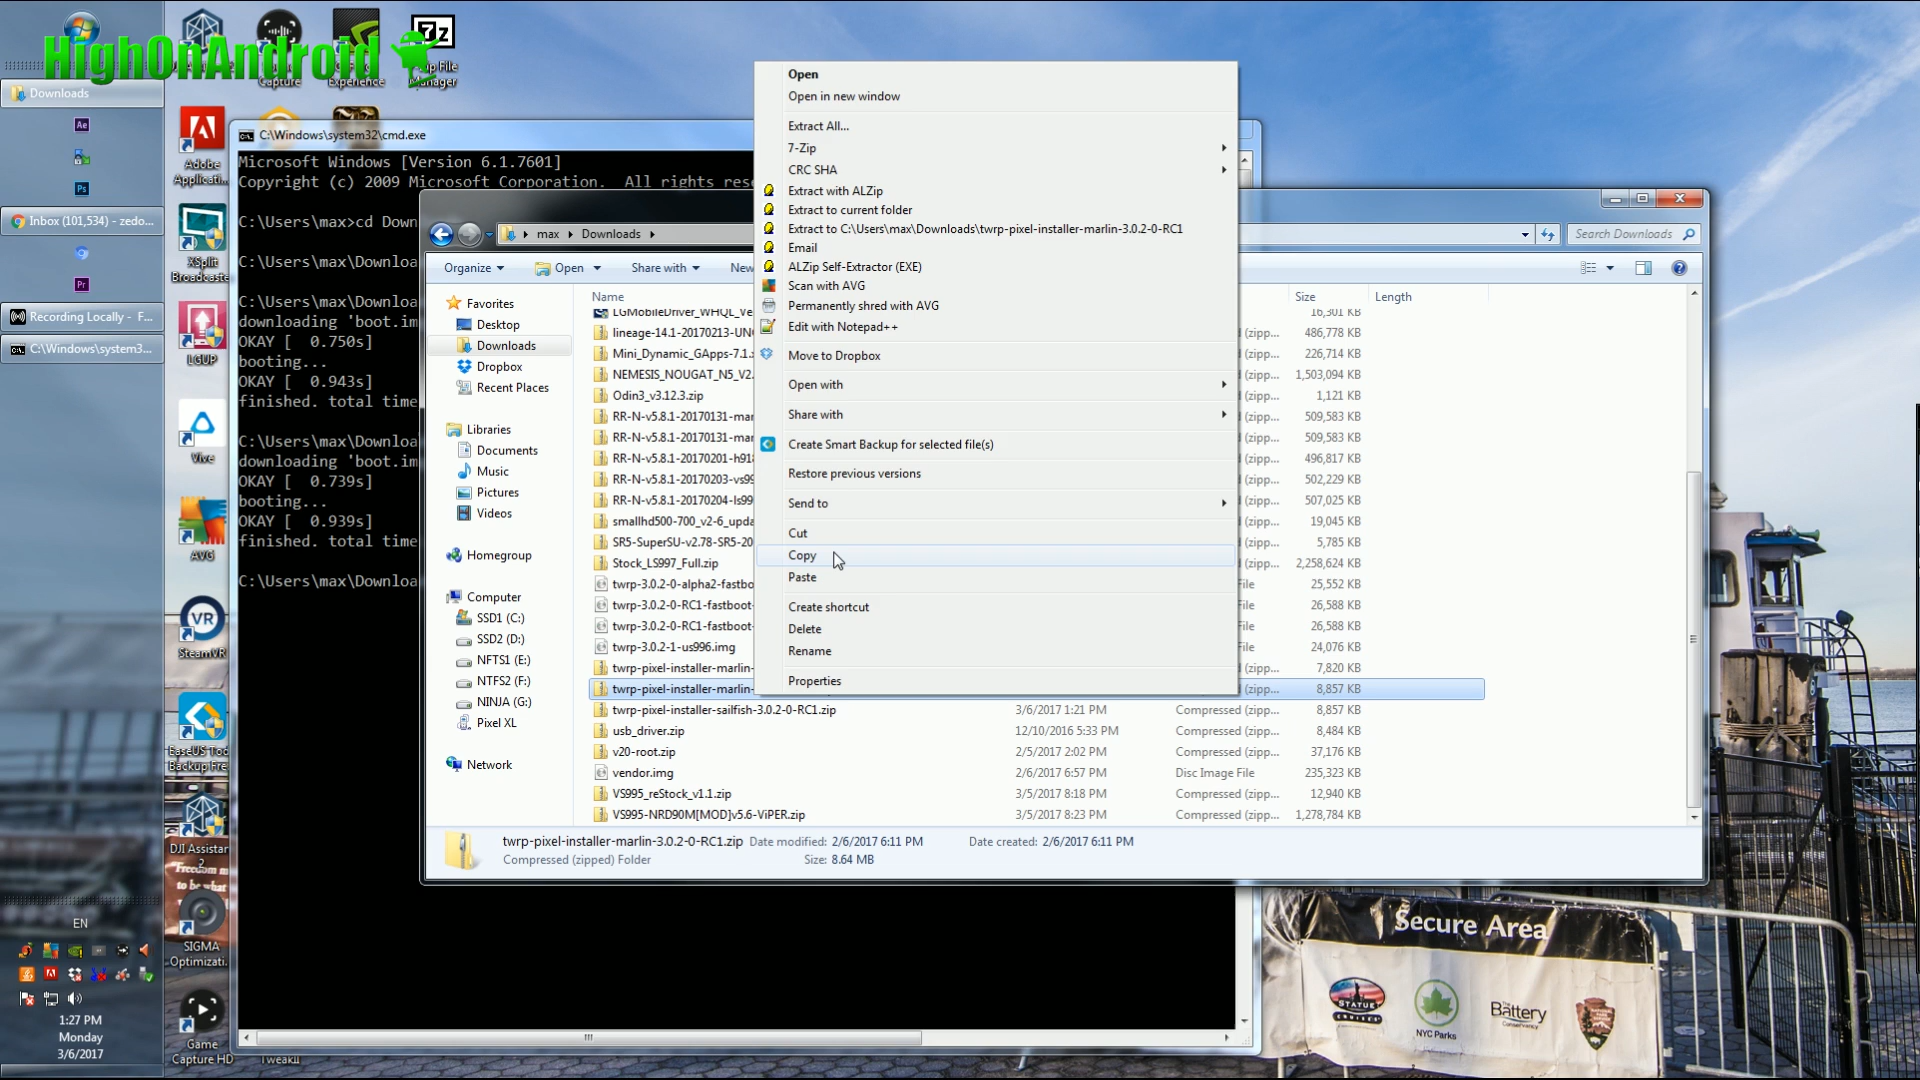 HighOnAndroid
Capture
Experience
7z
Zip File
Manager
Downloads
Ae
Ps
Inbox (101,534) - zedo...
Pr
Recording Locally - F...
C:\Windows\system3...
Adobe
Applicati...
XSplit
Broadcaste
LGUP
Vive
AVG
VR
SteamVR
EaseUS Tod
Backup Fre
DJI Assistan
2
Freedom m
to be what
SIGMA
Optimizati...
Game
Capture HD
TweakII
EN
1:27 PM
Monday
3/6/2017
C:\Windows\system32\cmd.exe
Microsoft Windows [Version 6.1.7601]
Copyright (c) 2009 Microsoft Corporation. All rights rese
C:\Users\max>cd Down
C:\Users\max\Downloa
C:\Users\max\Downloa
downloading 'boot.im
OKAY [ 0.750s]
booting...
OKAY [ 0.943s]
finished. total time
C:\Users\max\Downloa
downloading 'boot.im
OKAY [ 0.739s]
booting...
OKAY [ 0.939s]
finished. total time
C:\Users\max\Downloa
max
Downloads
Search Downloads
Organize
Open
Share with
New
Favorites
Desktop
Downloads
Dropbox
Recent Places
Libraries
Documents
Music
Pictures
Videos
Homegroup
Computer
SSD1 (C:)
SSD2 (D:)
NFTS1 (E:)
NTFS2 (F:)
NINJA (G:)
Pixel XL
Network
Name Size Length
LGMobileDriver_WHQL_Ve 16,301 KB
lineage-14.1-20170213-UN (zipp... 486,778 KB
Mini_Dynamic_GApps-7.1. (zipp... 226,714 KB
NEMESIS_NOUGAT_N5_V2. (zipp... 1,503,094 KB
Odin3_v3.12.3.zip (zipp... 1,121 KB
RR-N-v5.8.1-20170131-mar (zipp... 509,583 KB
RR-N-v5.8.1-20170131-mar (zipp... 509,583 KB
RR-N-v5.8.1-20170201-h91 (zipp... 496,817 KB
RR-N-v5.8.1-20170203-vs99 (zipp... 502,229 KB
RR-N-v5.8.1-20170204-ls99 (zipp... 507,025 KB
smallhd500-700_v2-6_upda (zipp... 19,045 KB
SR5-SuperSU-v2.78-SR5-20 (zipp... 5,785 KB
Stock_LS997_Full.zip (zipp... 2,258,624 KB
twrp-3.0.2-0-alpha2-fastbo File 25,552 KB
twrp-3.0.2-0-RC1-fastboot- File 26,588 KB
twrp-3.0.2-0-RC1-fastboot- File 26,588 KB
twrp-3.0.2-1-us996.img File 24,076 KB
twrp-pixel-installer-marlin- (zipp... 7,820 KB
twrp-pixel-installer-marlin- (zipp... 8,857 KB
twrp-pixel-installer-sailfish-3.0.2-0-RC1.zip 3/6/2017 1:21 PM Compressed (zipp... 8,857 KB
usb_driver.zip 12/10/2016 5:33 PM Compressed (zipp... 8,484 KB
v20-root.zip 2/5/2017 2:02 PM Compressed (zipp... 37,176 KB
vendor.img 2/6/2017 6:57 PM Disc Image File 235,323 KB
VS995_reStock_v1.1.zip 3/5/2017 8:18 PM Compressed (zipp... 12,940 KB
VS995-NRD90M[MOD]v5.6-ViPER.zip 3/5/2017 8:23 PM Compressed (zipp... 1,278,784 KB
twrp-pixel-installer-marlin-3.0.2-0-RC1.zip Date modified: 2/6/2017 6:11 PM Date created: 2/6/2017 6:11 PM
Compressed (zipped) Folder Size: 8.64 MB
Open
Open in new window
Extract All...
7-Zip
CRC SHA
Extract with ALZip
Extract to current folder
Extract to C:\Users\max\Downloads\twrp-pixel-installer-marlin-3.0.2-0-RC1
Email
ALZip Self-Extractor (EXE)
Scan with AVG
Permanently shred with AVG
Edit with Notepad++
Move to Dropbox
Open with
Share with
Create Smart Backup for selected file(s)
Restore previous versions
Send to
Cut
Copy
Paste
Create shortcut
Delete
Rename
Properties
Secure Area
STATUE
CRUISES
NYC Parks
The
Battery
Conservancy